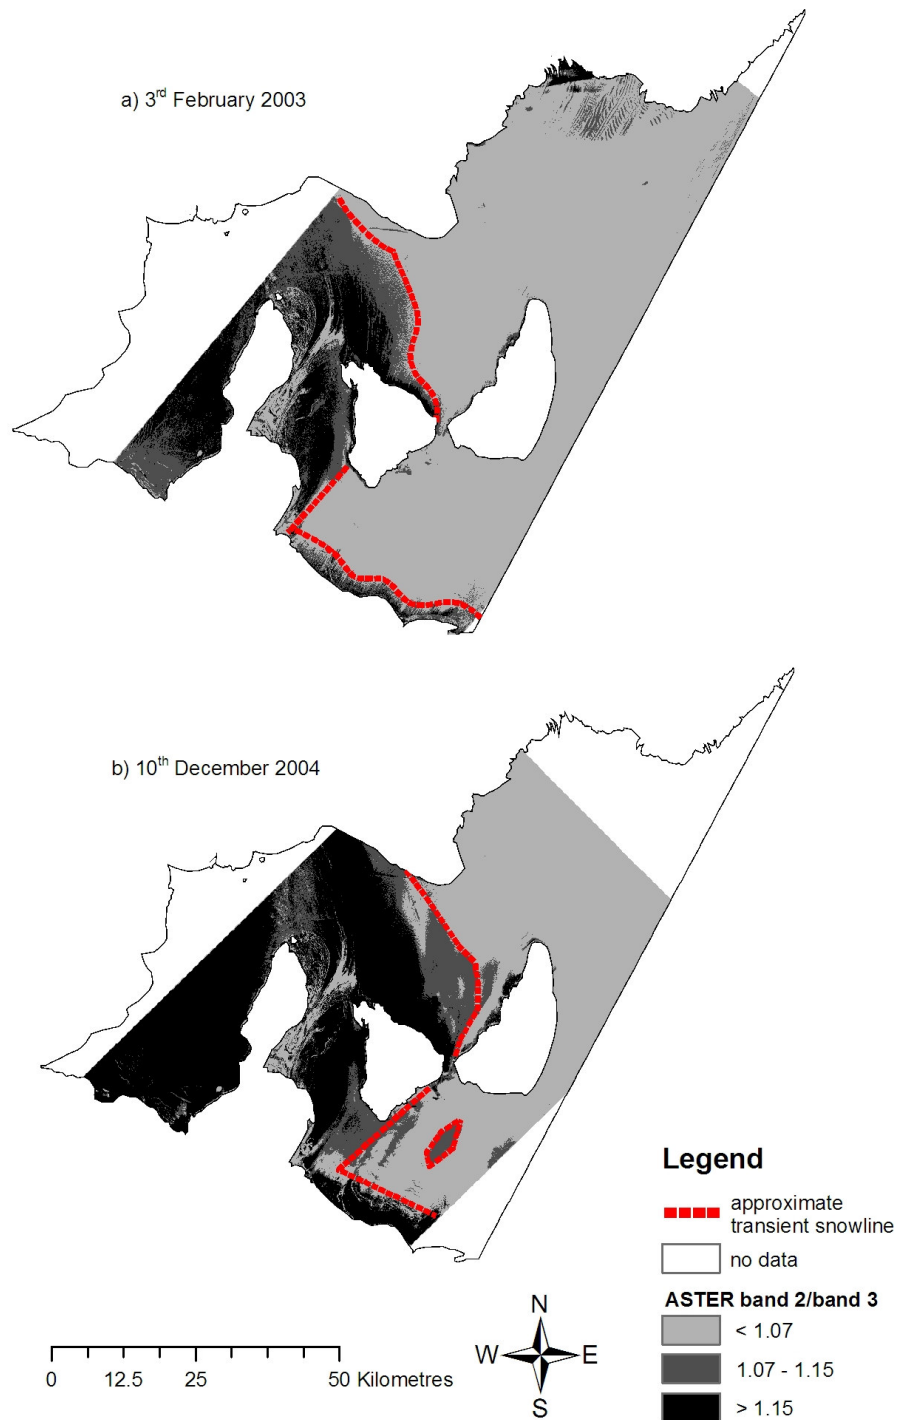 a) 3rd February 2003
b) 10th December 2004
Legend
approximate
transient snowline
no data
ASTER band 2/band 3
< 1.07
1.07 - 1.15
> 1.15
N
W E
S
0 12.5 25 50 Kilometres